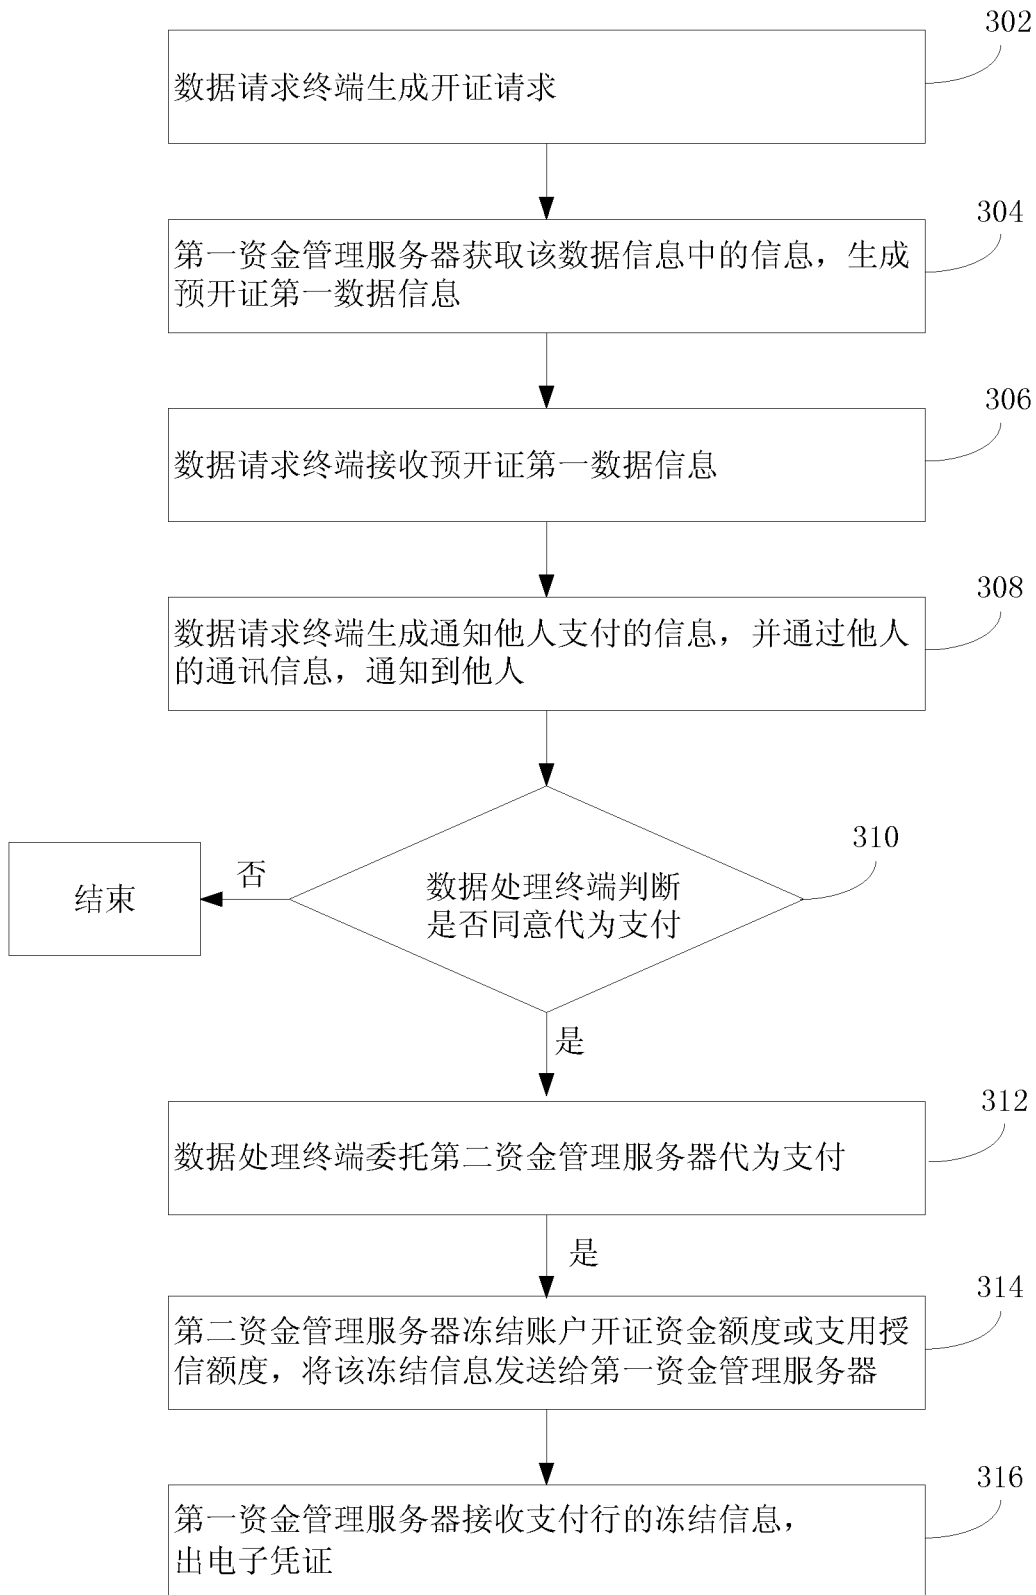 302
数据请求终端生成开证请求
304
第一资金管理服务器获取该数据信息中的信息，生成
预开证第一数据信息
306
数据请求终端接收预开证第一数据信息
308
数据请求终端生成通知他人支付的信息，并通过他人
的通讯信息，通知到他人
310
数据处理终端判断
是否同意代为支付
否
结束
是
312
数据处理终端委托第二资金管理服务器代为支付
是
314
第二资金管理服务器冻结账户开证资金额度或支用授
信额度，将该冻结信息发送给第一资金管理服务器
316
第一资金管理服务器接收支付行的冻结信息，
出电子凭证